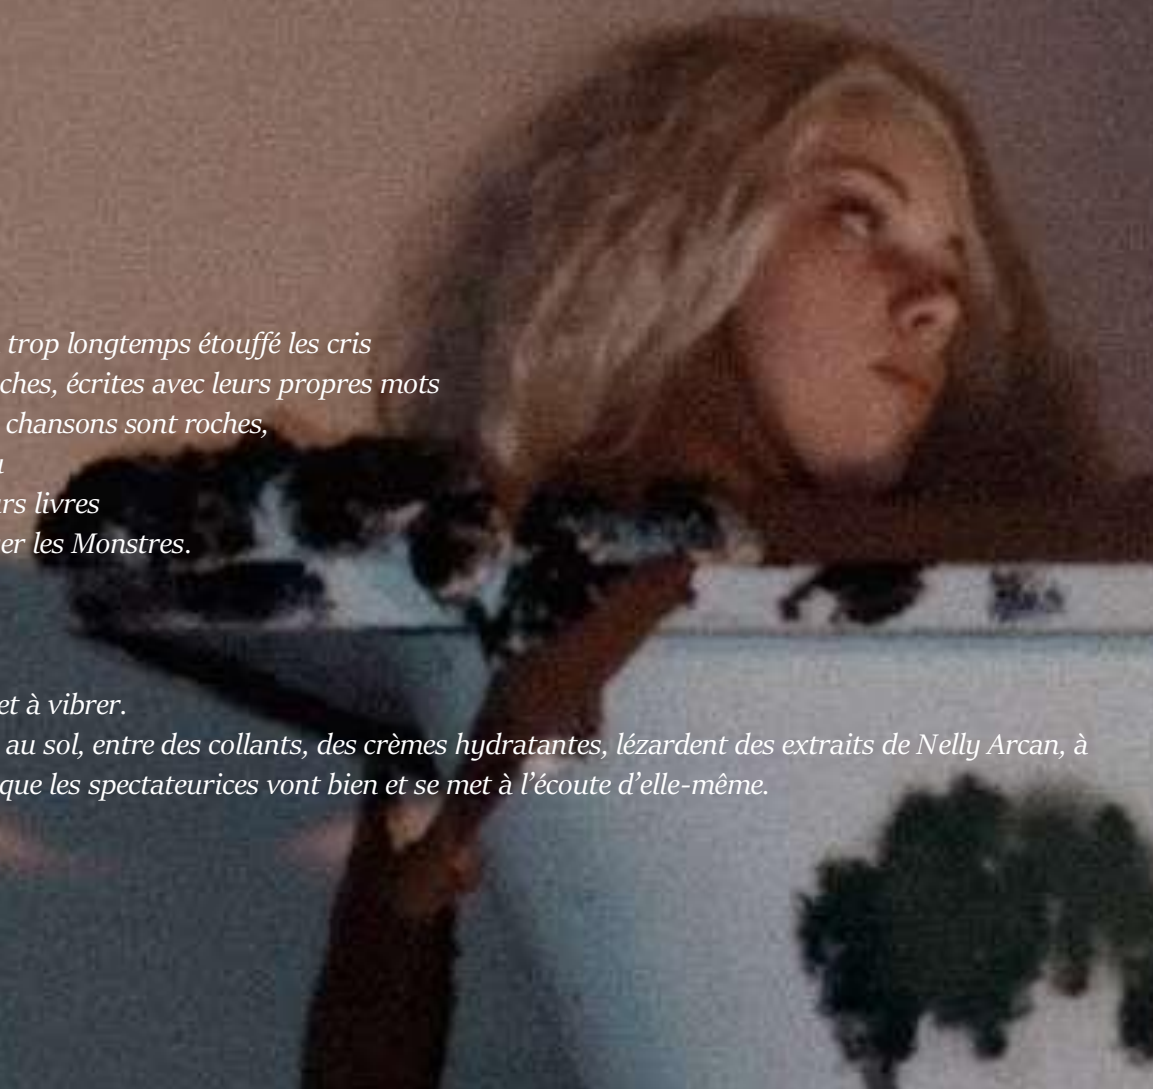 trop longtemps étouffé les cris
ches, écrites avec leurs propres mots
chansons sont roches,
rs livres
er les Monstres.
et à vibrer.
au sol, entre des collants, des crèmes hydratantes, lézardent des extraits de Nelly Arcan, à
que les spectateurices vont bien et se met à l’écoute d’elle-même.